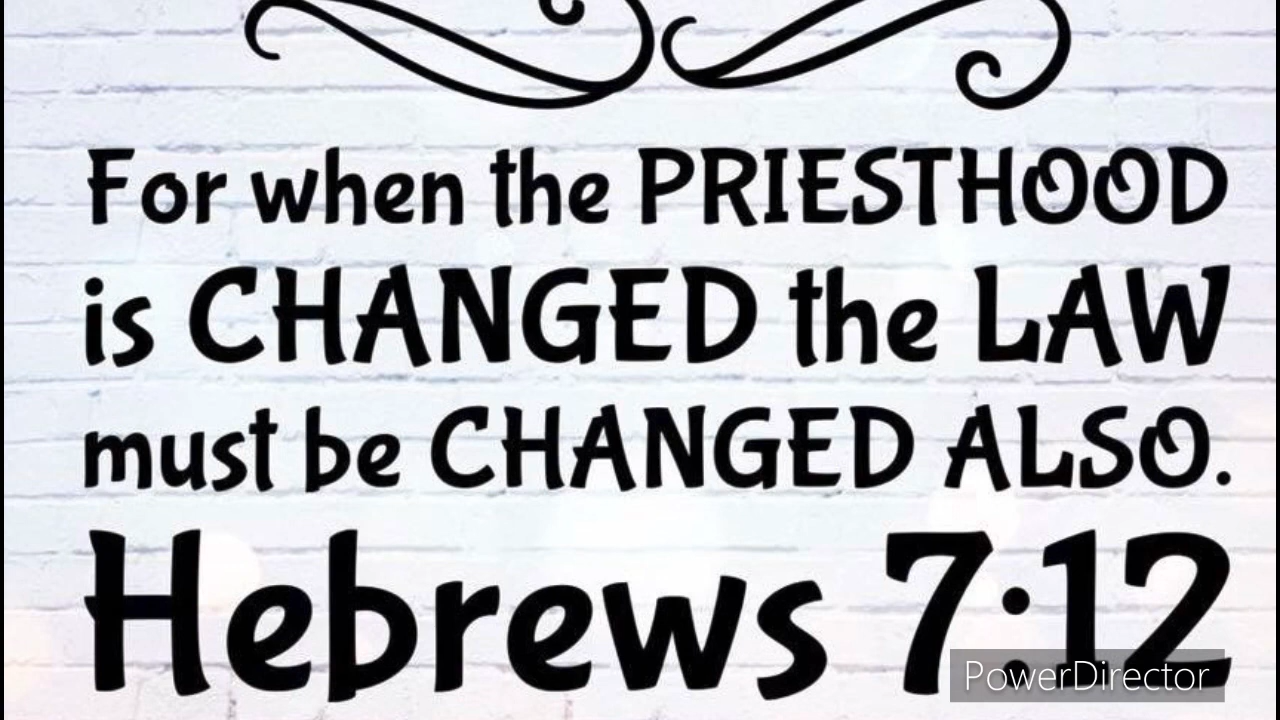 For when the PRIESTHOOD
is CHANGED the LAW
must be CHANGED ALSO.
Hebrews 7:12
PowerDirector